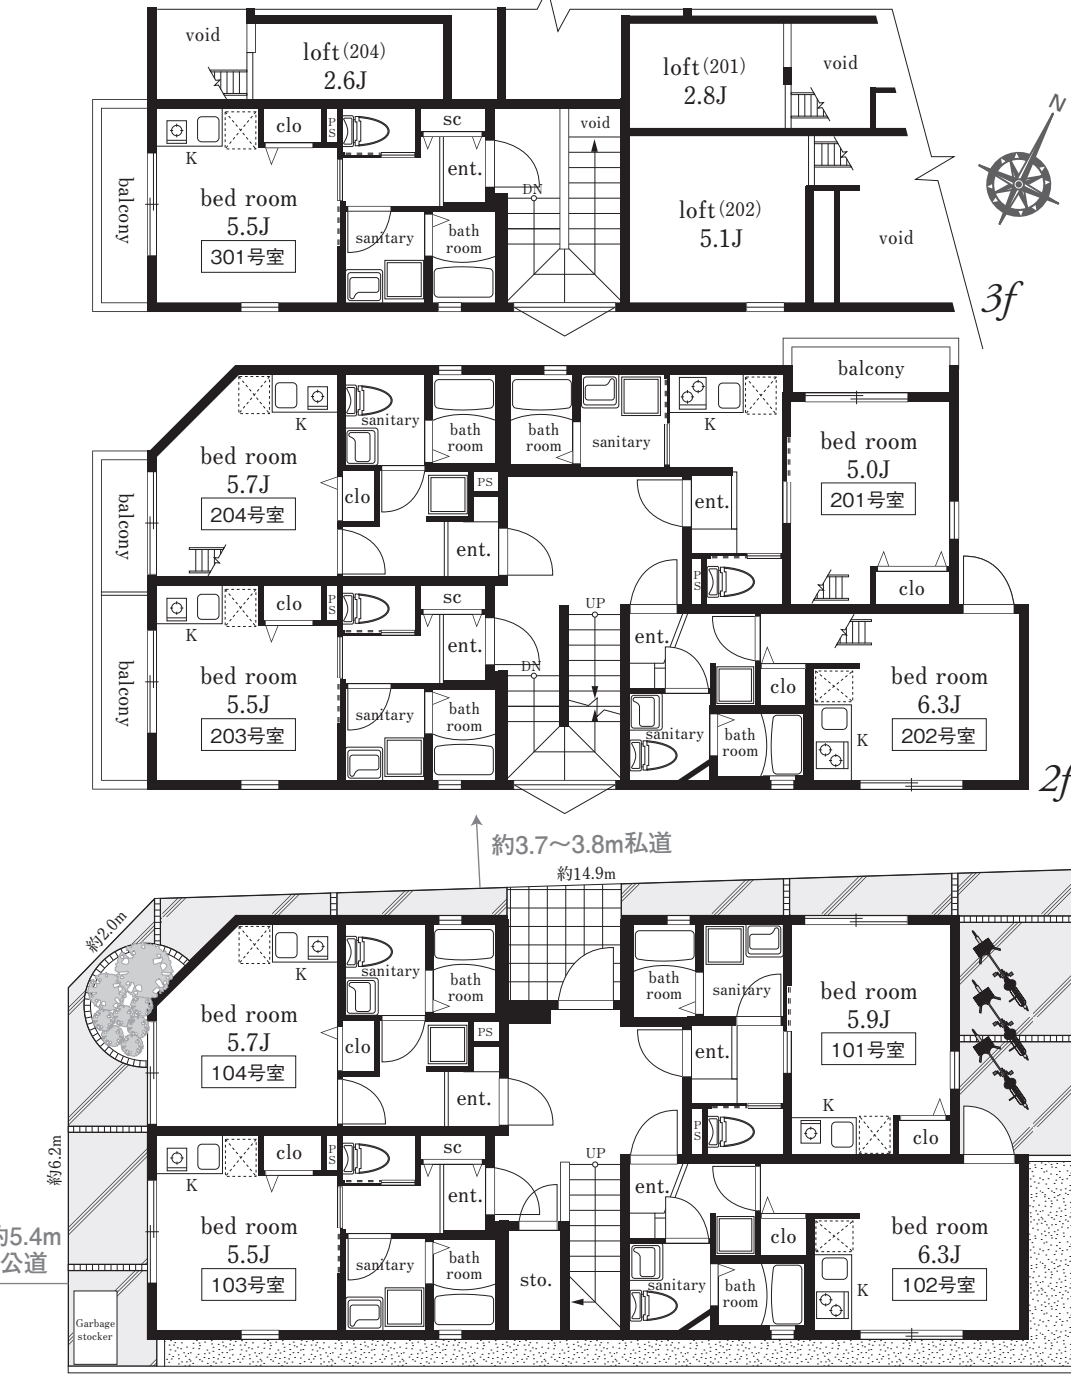 void
loft(204)
2.6J
loft(201)
2.8J
void
N
clo
PS
sc
void
K
ent.
balcony
bed room
5.5J
301号室
DN
sanitary
bath room
loft(202)
5.1J
void
3f
balcony
K
sanitary
bath room
bath room
sanitary
K
bed room
5.7J
204号室
clo
PS
ent.
balcony
ent.
bed room
5.0J
201号室
PS
clo
clo
PS
sc
K
ent.
UP
balcony
bed room
5.5J
203号室
DN
sanitary
bath room
ent.
clo
bed room
6.3J
202号室
sanitary
bath room
K
2f
約3.7〜3.8m私道
約14.9m
約2.0m
K
sanitary
bath room
bath room
sanitary
bed room
5.7J
104号室
clo
PS
ent.
ent.
bed room
5.9J
101号室
K
PS
clo
約6.2m
clo
PS
sc
K
ent.
UP
bed room
5.5J
103号室
sanitary
bath room
sto.
ent.
clo
bed room
6.3J
102号室
sanitary
bath room
K
約5.4m
公道
Garbage
stocker